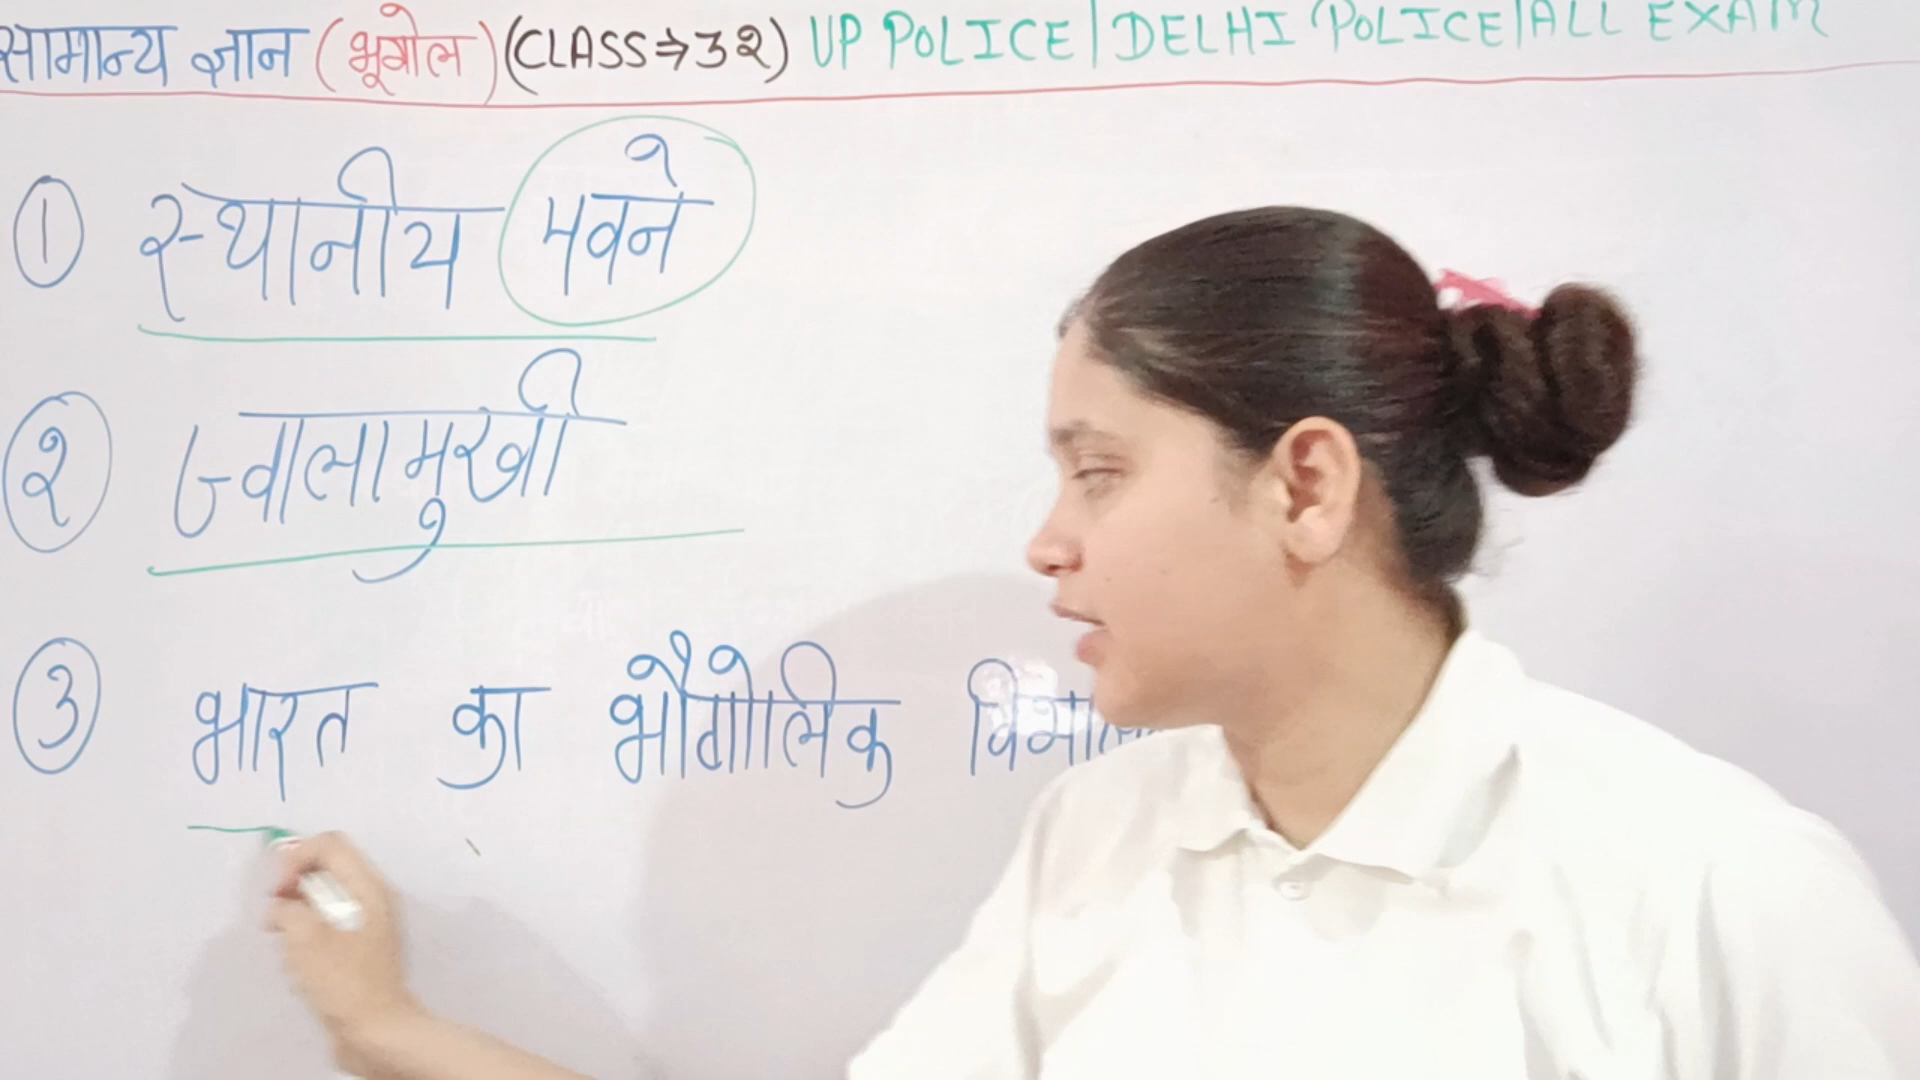 सामान्य ज्ञान (भूगोल) (CLASS⇒32) UP POLICE | DELHI POLICE | ALL EXAM
① स्थानीय पवने
② ज्वालामुखी
③ भारत का भौगोलिक